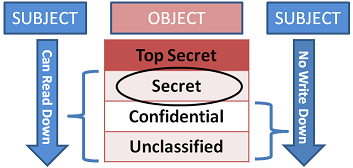 SUBJECT
OBJECT
SUBJECT
Can Read Down
Top Secret
Secret
Confidential
Unclassified
No Write Down